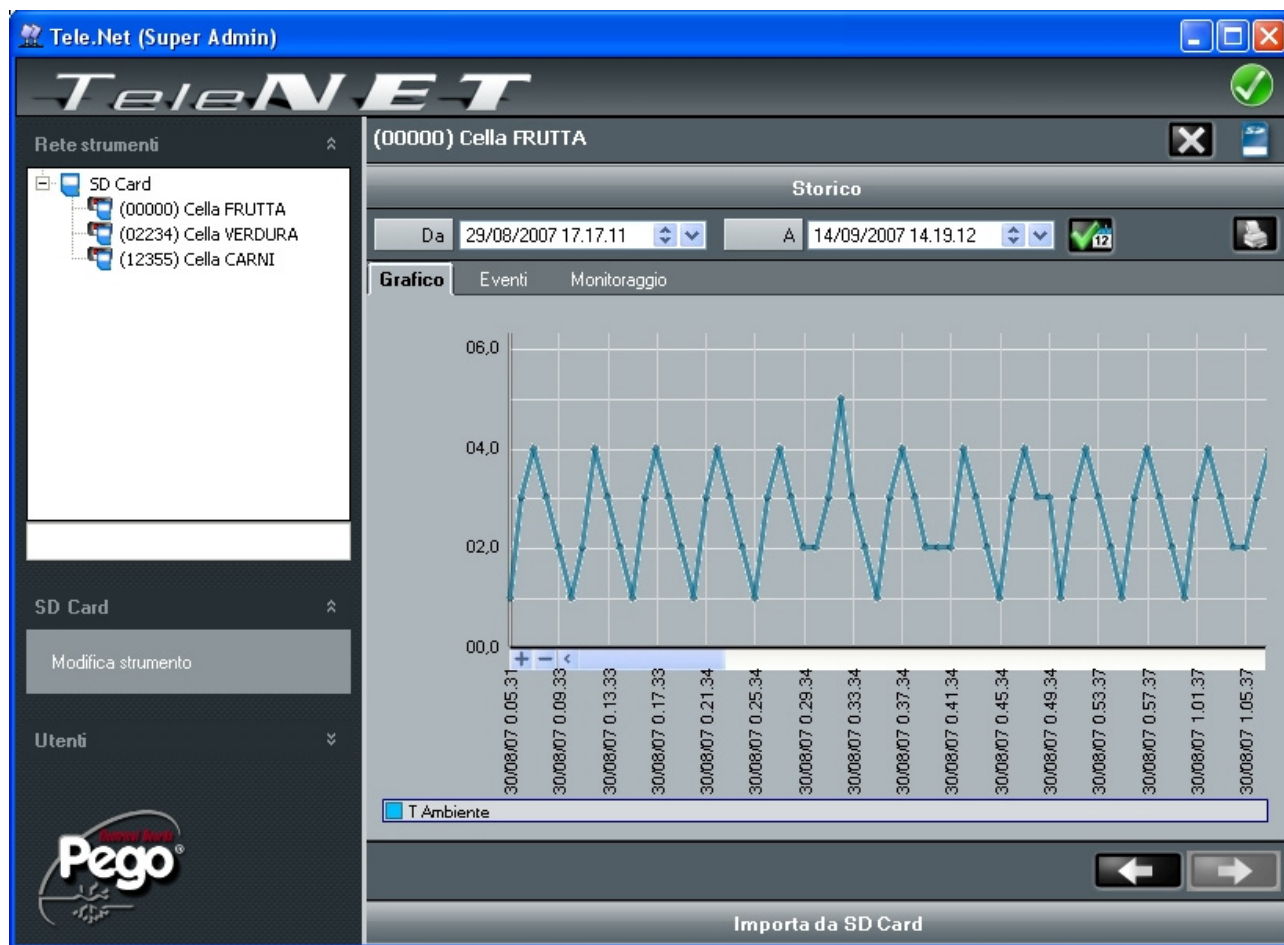 Tele.Net (Super Admin)
TeleNET
Rete strumenti
SD Card
(00000) Cella FRUTTA
(02234) Cella VERDURA
(12355) Cella CARNI
SD Card
Modifica strumento
Utenti
Pego®
(00000) Cella FRUTTA
Storico
Da 29/08/2007 17.17.11 A 14/09/2007 14.19.12
12
Grafico Eventi Monitoraggio
06,0
04,0
02,0
00,0
30/08/07 0.05.31
30/08/07 0.09.33
30/08/07 0.13.33
30/08/07 0.17.33
30/08/07 0.21.34
30/08/07 0.25.34
30/08/07 0.29.34
30/08/07 0.33.34
30/08/07 0.37.34
30/08/07 0.41.34
30/08/07 0.45.34
30/08/07 0.49.34
30/08/07 0.53.37
30/08/07 0.57.37
30/08/07 1.01.37
30/08/07 1.05.37
T Ambiente
Importa da SD Card